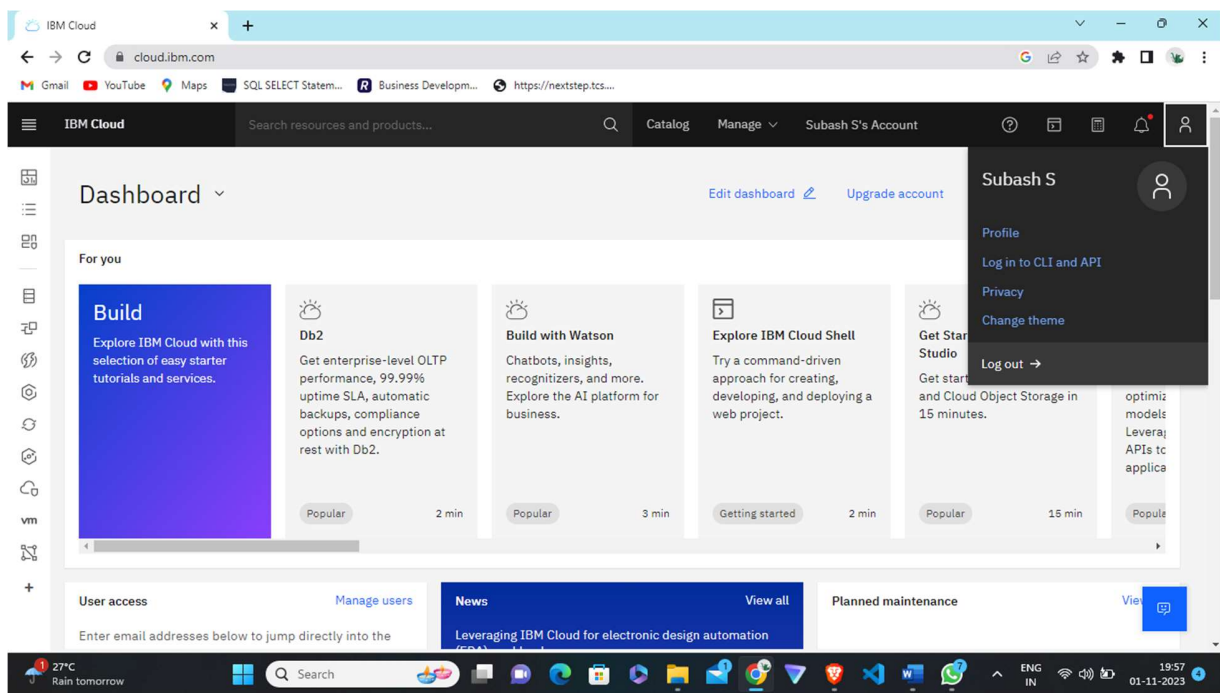 IBM Cloud
cloud.ibm.com
Gmail YouTube Maps SQL SELECT Statem... Business Developm... https://nextstep.tcs....
IBM Cloud Search resources and products... Catalog Manage Subash S's Account
Subash S
Profile
Log in to CLI and API
Privacy
Change theme
Log out →
Dashboard
Edit dashboard Upgrade account
For you
Build
Explore IBM Cloud with this
selection of easy starter
tutorials and services.
Db2
Get enterprise-level OLTP
performance, 99.99%
uptime SLA, automatic
backups, compliance
options and encryption at
rest with Db2.
Popular 2 min
Build with Watson
Chatbots, insights,
recognitizers, and more.
Explore the AI platform for
business.
Popular 3 min
Explore IBM Cloud Shell
Try a command-driven
approach for creating,
developing, and deploying a
web project.
Getting started 2 min
Get Star
Studio
Get start
and Cloud Object Storage in
15 minutes.
Popular 15 min
optimiz
models
Leverag
APIs to
applica
Popula
vm
User access Manage users
Enter email addresses below to jump directly into the
News View all
Leveraging IBM Cloud for electronic design automation
Planned maintenance Vie
1 27°C
Rain tomorrow
Search
1
7
ENG
IN
19:57
01-11-2023
4